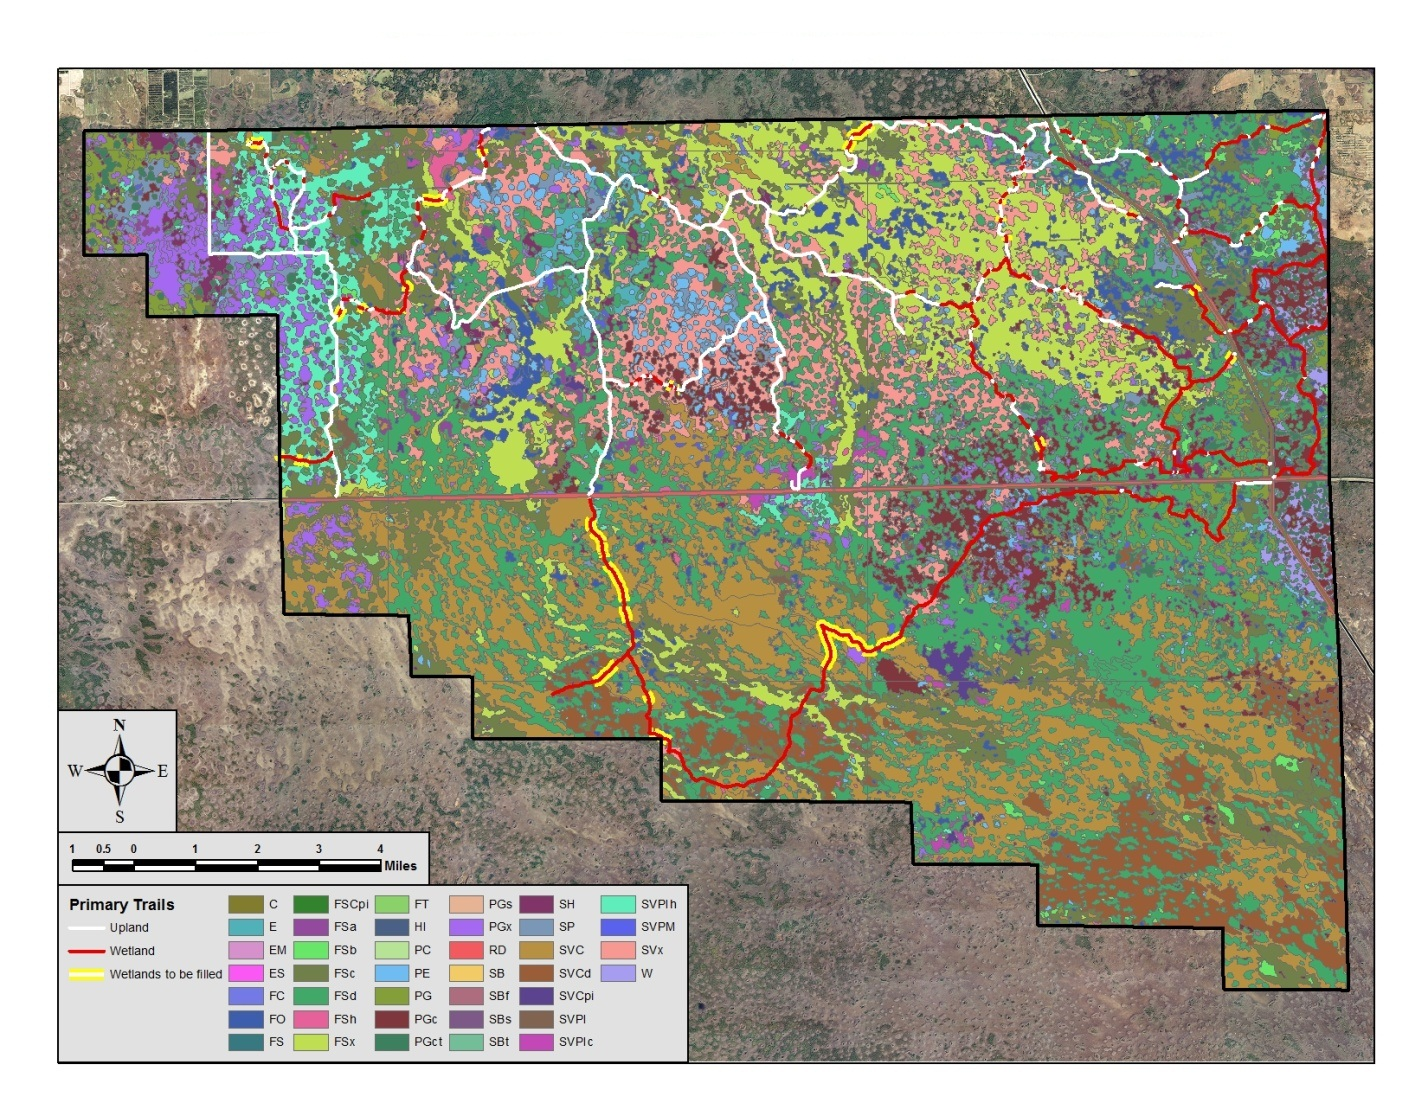 N
W E
S
1 0.5 0 1 2 3 4
Miles
Primary Trails
Upland
Wetland
Wetlands to be filled
C FSCpi FT PGs SH SVPIh
E FSa HI PGx SP SVPM
EM FSb PC RD SVC SVx
ES FSc PE SB SVCd W
FC FSd PG SBf SVCpi
FO FSh PGc SBs SVPI
FS FSx PGct SBt SVPIc